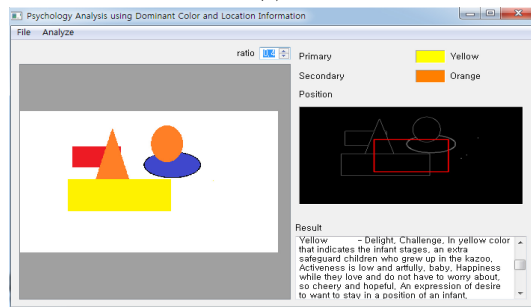 Psychology Analysis using Dominant Color and Location Information
File Analyze
ratio 0,4
Primary Yellow
Secondary Orange
Position
Result
Yellow - Delight, Challenge, In yellow color
that indicates the infant stages, an extra
safeguard children who grew up in the kazoo,
Activeness is low and artfully, baby, Happiness
while they love and do not have to worry about,
so cheery and hopeful, An expression of desire
to want to stay in a position of an infant,